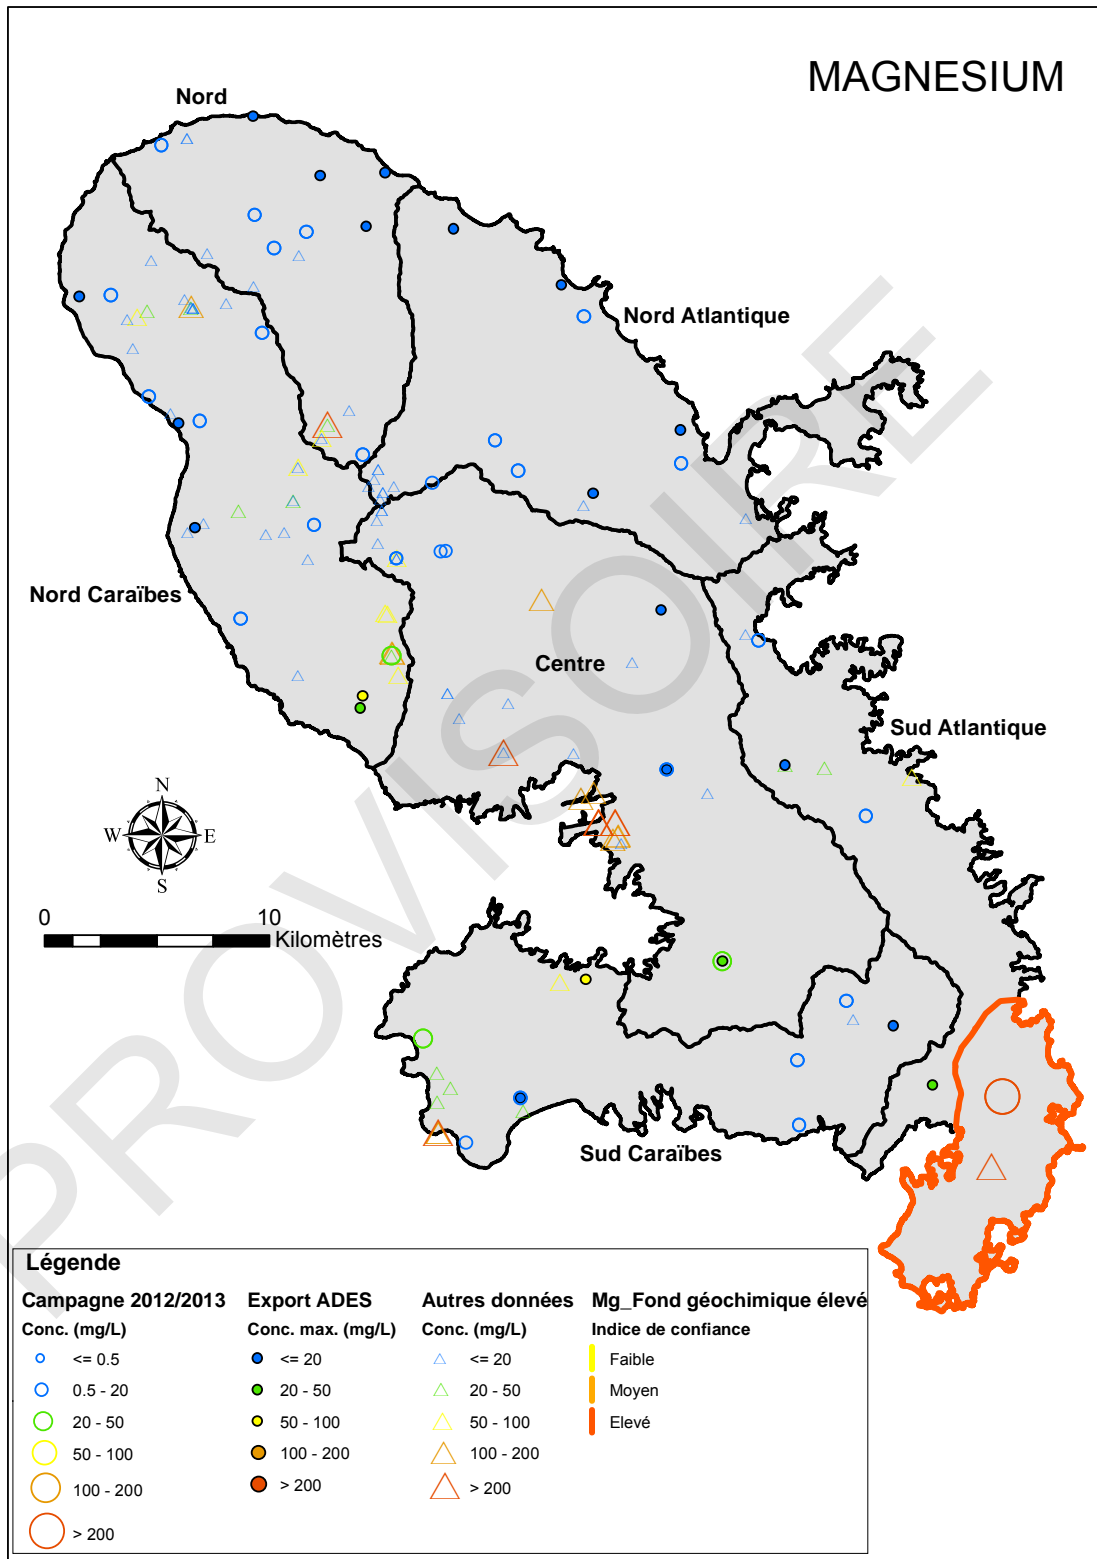 MAGNESIUM
Nord
Nord Atlantique
Nord Caraïbes
Centre
Sud Atlantique
N
W E
S
0 10
Kilomètres
Sud Caraïbes
PROVISOIRE
Légende
Campagne 2012/2013 Export ADES Autres données Mg_Fond géochimique élevé
Conc. (mg/L) Conc. max. (mg/L) Conc. (mg/L) Indice de confiance
<= 0.5 <= 20 <= 20 Faible
0.5 - 20 20 - 50 20 - 50 Moyen
20 - 50 50 - 100 50 - 100 Elevé
50 - 100 100 - 200 100 - 200
100 - 200 > 200 > 200
> 200